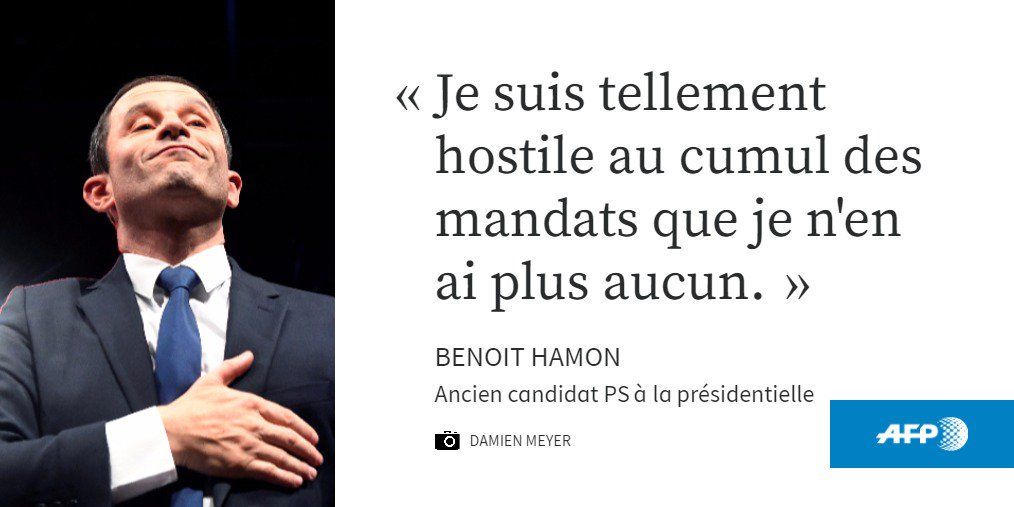 « Je suis tellement
hostile au cumul des
mandats que je n'en
ai plus aucun. »
BENOIT HAMON
Ancien candidat PS à la présidentielle
DAMIEN MEYER
AFP